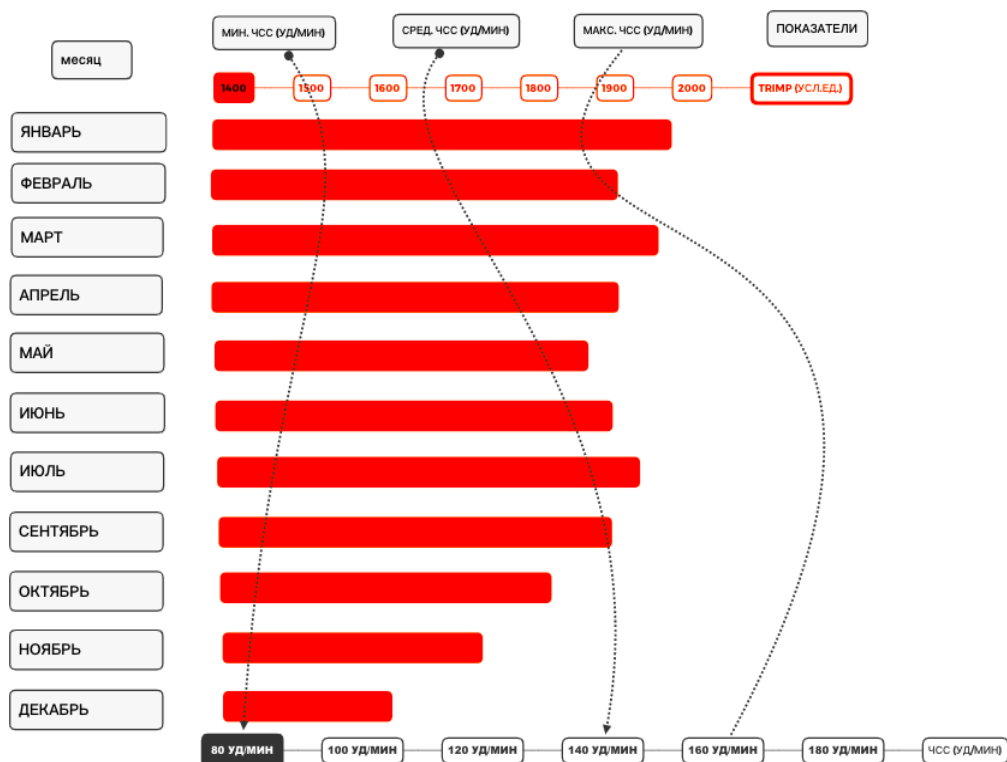 МИН. ЧСС (УД/МИН)
СРЕД. ЧСС (УД/МИН)
МАКС. ЧСС (УД/МИН)
ПОКАЗАТЕЛИ
месяц
1400
1500
1600
1700
1800
1900
2000
TRIMP (УСЛ.ЕД.)
ЯНВАРЬ
ФЕВРАЛЬ
МАРТ
АПРЕЛЬ
МАЙ
ИЮНЬ
ИЮЛЬ
СЕНТЯБРЬ
ОКТЯБРЬ
НОЯБРЬ
ДЕКАБРЬ
80 УД/МИН
100 УД/МИН
120 УД/МИН
140 УД/МИН
160 УД/МИН
180 УД/МИН
ЧСС (УД/МИН)